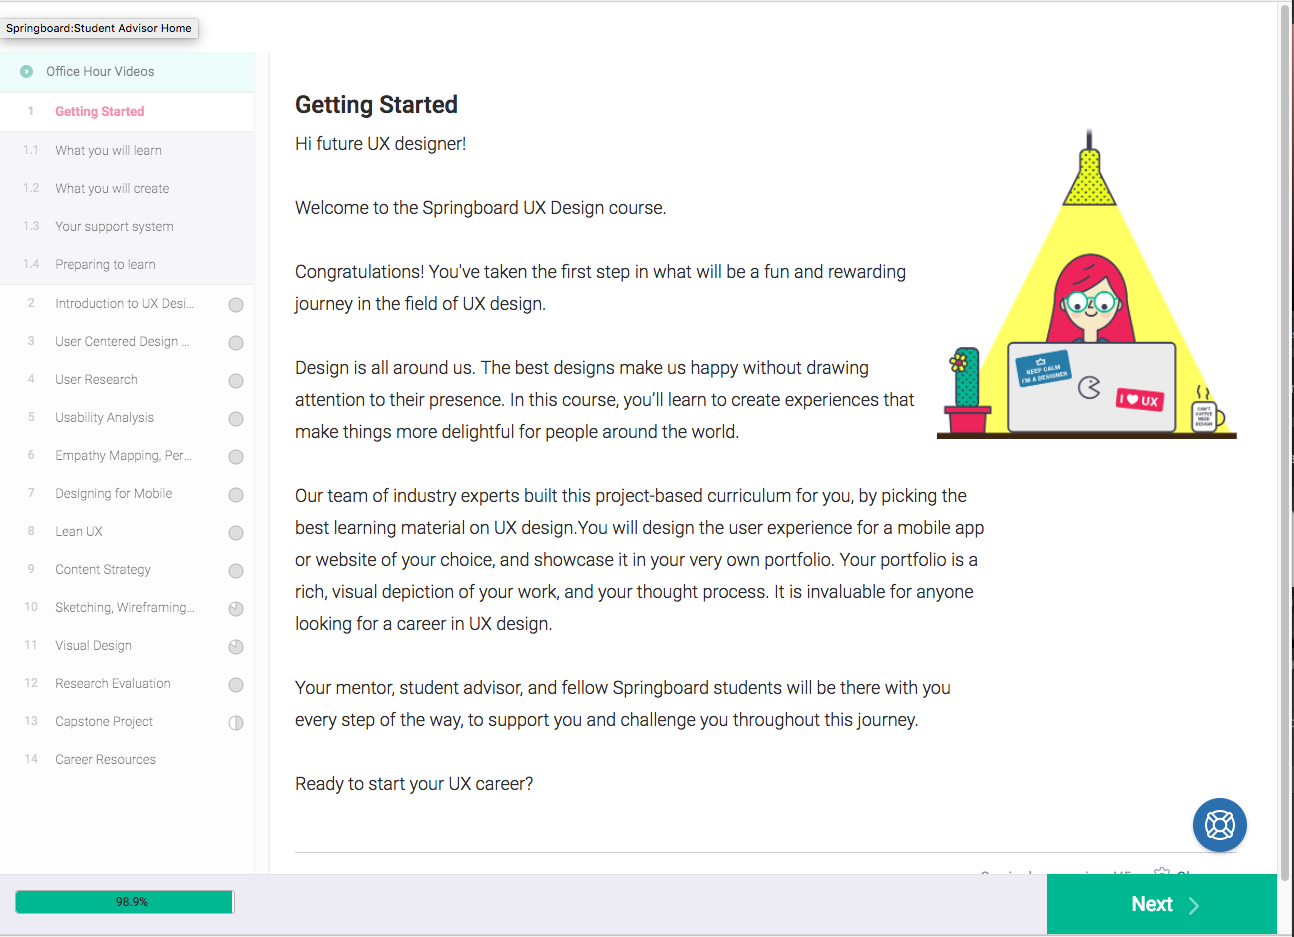 Springboard:Student Advisor Home
Office Hour Videos
1 Getting Started
1.1 What you will learn
1.2 What you will create
1.3 Your support system
1.4 Preparing to learn
2 Introduction to UX Desi...
3 User Centered Design ...
4 User Research
5 Usability Analysis
6 Empathy Mapping, Per...
7 Designing for Mobile
8 Lean UX
9 Content Strategy
10 Sketching, Wireframing...
11 Visual Design
12 Research Evaluation
13 Capstone Project
14 Career Resources
98.9%
Getting Started
Hi future UX designer!
Welcome to the Springboard UX Design course.
Congratulations! You've taken the first step in what will be a fun and rewarding
journey in the field of UX design.
Design is all around us. The best designs make us happy without drawing
attention to their presence. In this course, you’ll learn to create experiences that
make things more delightful for people around the world.
Our team of industry experts built this project-based curriculum for you, by picking the
best learning material on UX design.You will design the user experience for a mobile app
or website of your choice, and showcase it in your very own portfolio. Your portfolio is a
rich, visual depiction of your work, and your thought process. It is invaluable for anyone
looking for a career in UX design.
Your mentor, student advisor, and fellow Springboard students will be there with you
every step of the way, to support you and challenge you throughout this journey.
Ready to start your UX career?
KEEP CALM
I'M A DESIGNER
I UX
CAN'T
COFFEE
NEED
DESIGN
Next